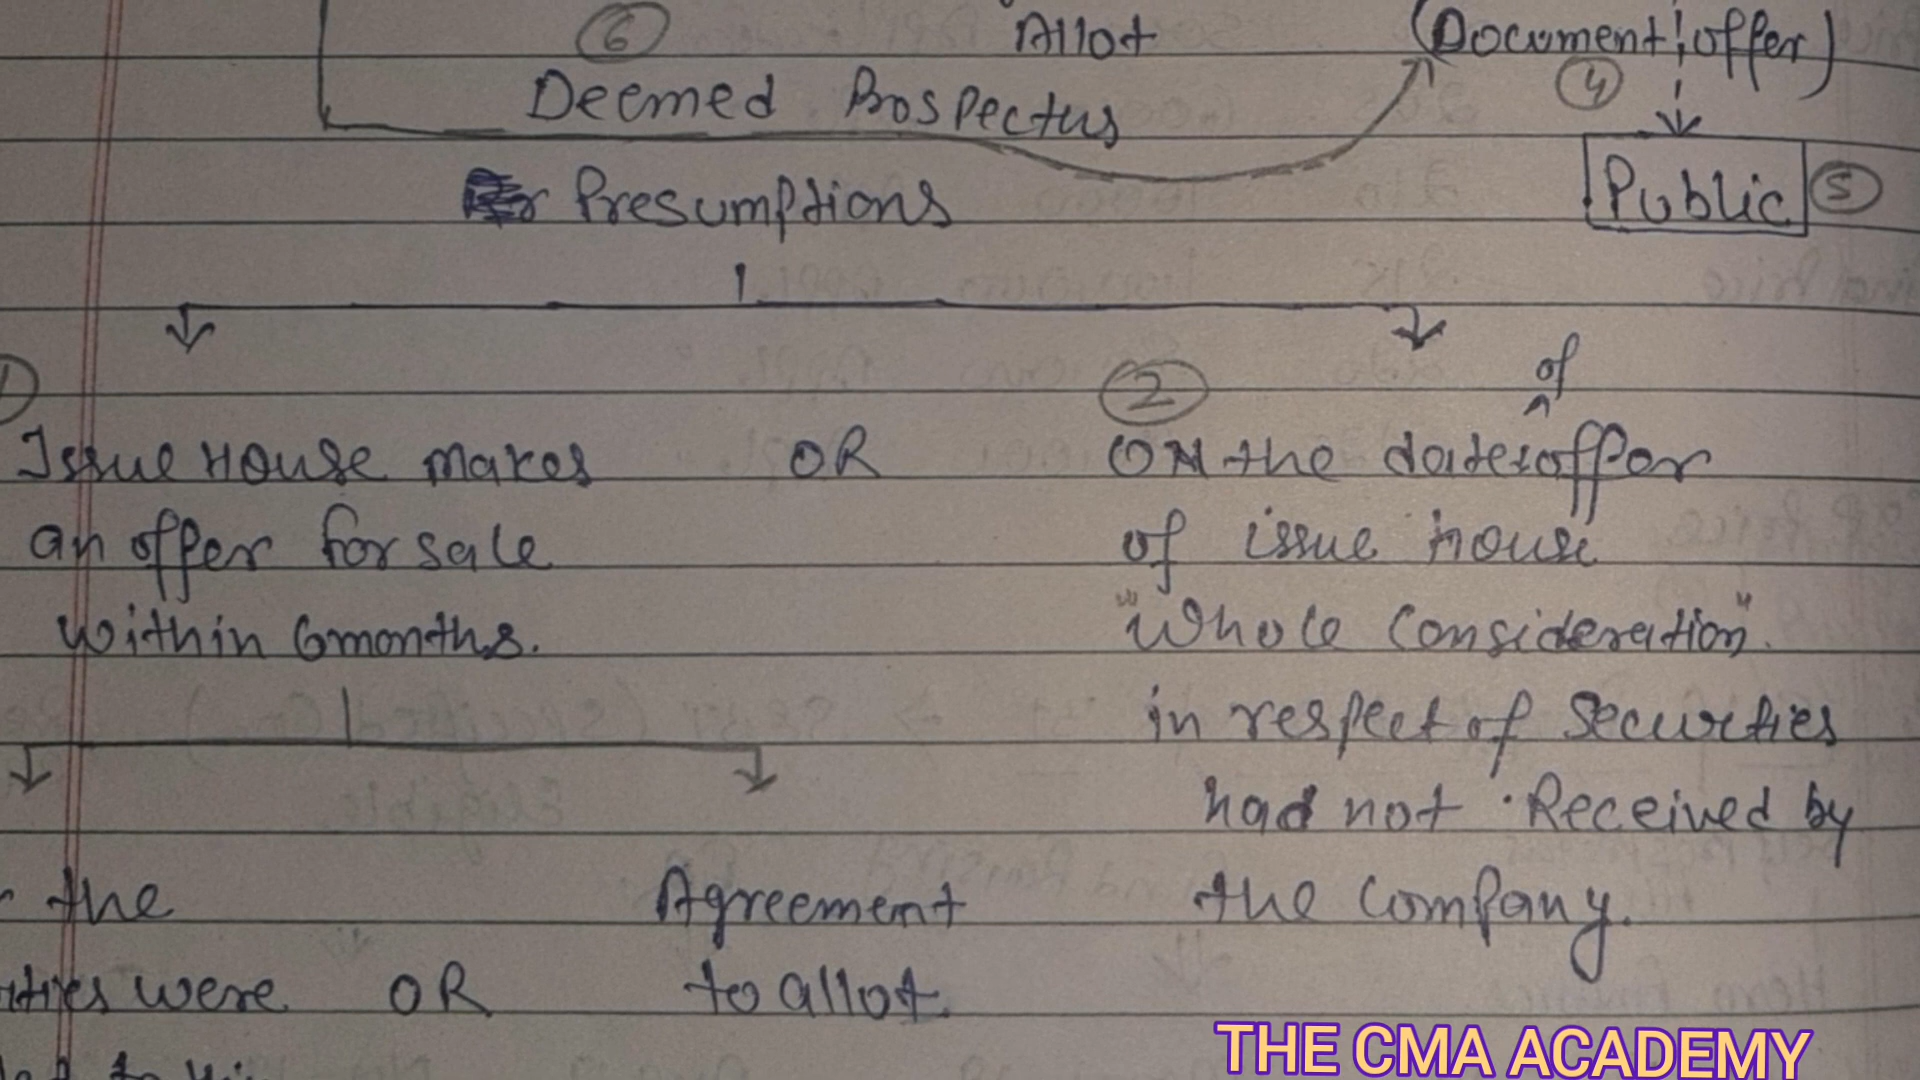 6 Allot (Document; offer)
4
Deemed Prospectus
Public 5
Presumptions
1 2 of
Issue House makes OR ON the date offer
an offer for sale of issue house
within 6 months. "Whole Consideration".
in respect of Securities
had not Received by
the Agreement the Company.
were OR to allot.
THE CMA ACADEMY